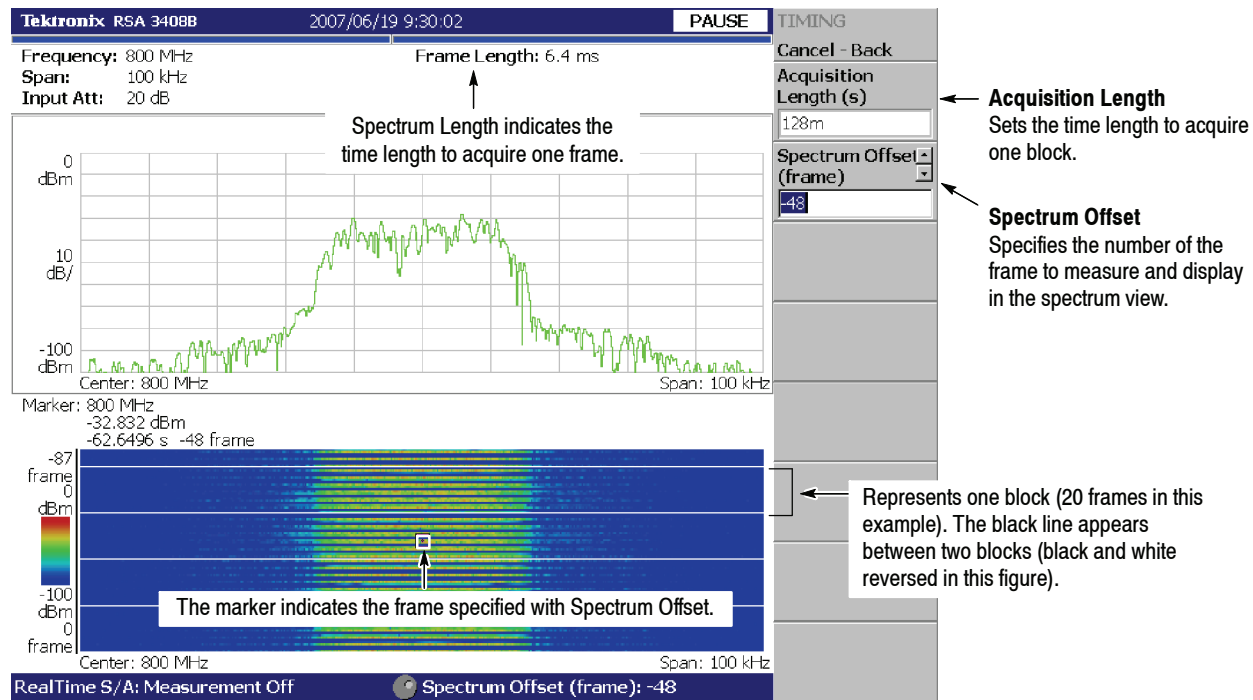 Tektronix RSA 3408B 2007/06/19 9:30:02 PAUSE TIMING
Frequency: 800 MHz
Span: 100 kHz
Input Att: 20 dB
Frame Length: 6.4 ms
Spectrum Length indicates the
time length to acquire one frame.
0
dBm
10
dB/
-100
dBm
Center: 800 MHz Span: 100 kHz
Cancel - Back
Acquisition
Length (s)
128m
Spectrum Offset
(frame)
-48
Acquisition Length
Sets the time length to acquire
one block.
Spectrum Offset
Specifies the number of the
frame to measure and display
in the spectrum view.
Marker: 800 MHz
-32.832 dBm
-62.6496 s -48 frame
-87
frame
0
dBm
-100
dBm
0
frame
The marker indicates the frame specified with Spectrum Offset.
Represents one block (20 frames in this
example). The black line appears
between two blocks (black and white
reversed in this figure).
Center: 800 MHz Span: 100 kHz
RealTime S/A: Measurement Off Spectrum Offset (frame): -48